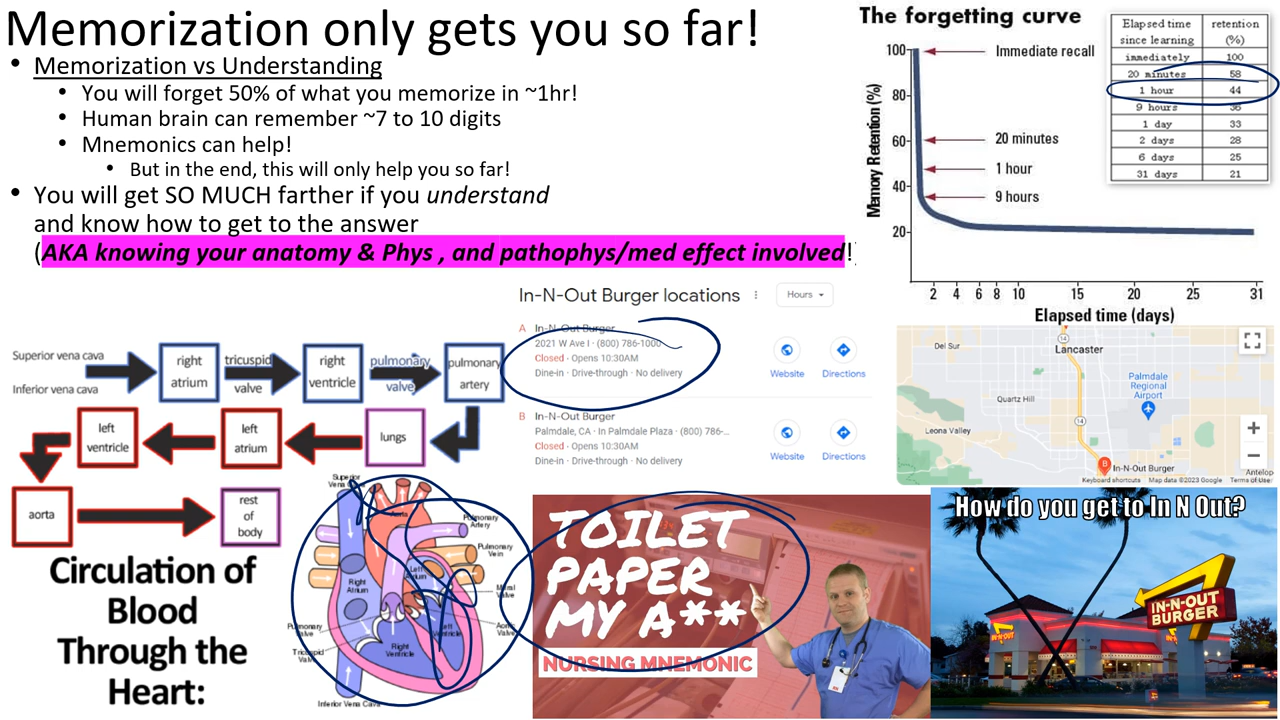 Memorization only gets you so far!
• Memorization vs Understanding
• You will forget 50% of what you memorize in ~1hr!
• Human brain can remember ~7 to 10 digits
• Mnemonics can help!
• But in the end, this will only help you so far!
• You will get SO MUCH farther if you understand
and know how to get to the answer
(AKA knowing your anatomy & Phys , and pathophys/med effect involved!)
The forgetting curve
Memory Retention (%)
100
80
60
40
20
Immediate recall
20 minutes
1 hour
9 hours
2 4 6 8 10 15 20 25 31
Elapsed time (days)
Elapsed time since learning retention (%)
immediately 100
20 minutes 58
1 hour 44
9 hours 36
1 day 33
2 days 28
6 days 25
31 days 21
In-N-Out Burger locations
Hours
A In-N-Out Burger
2021 W Ave I · (800) 786-1000
Closed · Opens 10:30AM
Dine-in · Drive-through · No delivery
Website Directions
B In-N-Out Burger
Palmdale, CA · In Palmdale Plaza · (800) 786-...
Closed · Opens 10:30AM
Dine-in · Drive-through · No delivery
Website Directions
Del Sur
14
Lancaster
Palmdale
Regional
Airport
Quartz Hill
14
Leona Valley
B
In-N-Out Burger
Antelop
Keyboard shortcuts Map data ©2023 Google Terms of Use
Superior vena cava
Inferior vena cava
right
atrium
tricuspid
valve
right
ventricle
pulmonary
valve
pulmonary
artery
left
ventricle
left
atrium
lungs
aorta
rest
of
body
Circulation of
Blood
Through the
Heart:
Superior
Vena Cava
Aorta
Pulmonary
Artery
Pulmonary
Vein
Left
Atrium
Right
Atrium
Mitral
Valve
Pulmonary
Valve
Aortic
Valve
Left
Ventricle
Tricuspid
Valve
Right
Ventricle
Inferior Vena Cava
TOILET
PAPER
MY A**
NURSING MNEMONIC
How do you get to In N Out?
IN-N-OUT
IN-N-OUT
BURGER